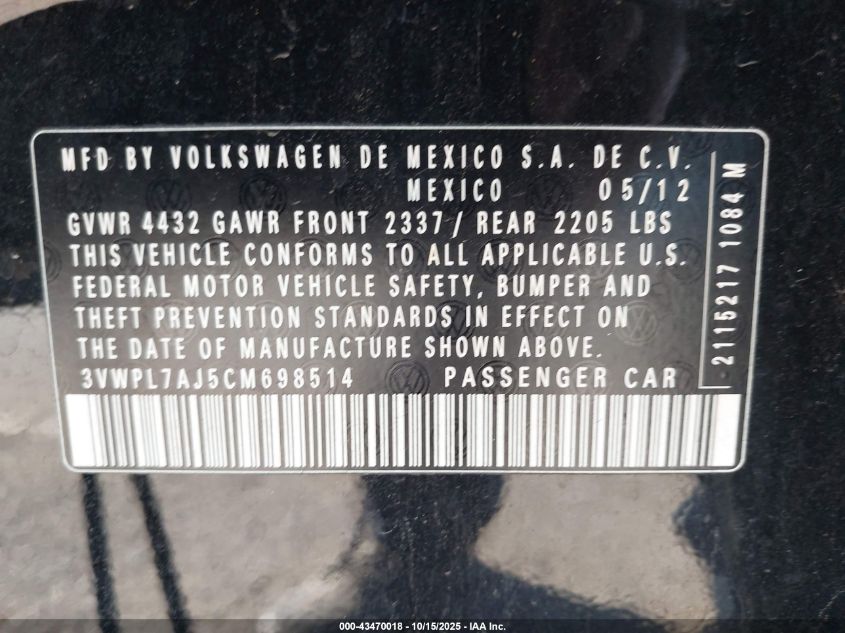 MFD BY VOLKSWAGEN DE MEXICO S.A. DE C.V.
MEXICO 05/12
GVWR 4432 GAWR FRONT 2337/ REAR 2205 LBS
THIS VEHICLE CONFORMS TO ALL APPLICABLE U.S.
FEDERAL MOTOR VEHICLE SAFETY, BUMPER AND
THEFT PREVENTION STANDARDS IN EFFECT ON
THE DATE OF MANUFACTURE SHOWN ABOVE.
3VWPL7AJ5CM698514 PASSENGER CAR
2115217 1084 M
000-43470018 - 10/15/2025 - IAA Inc.